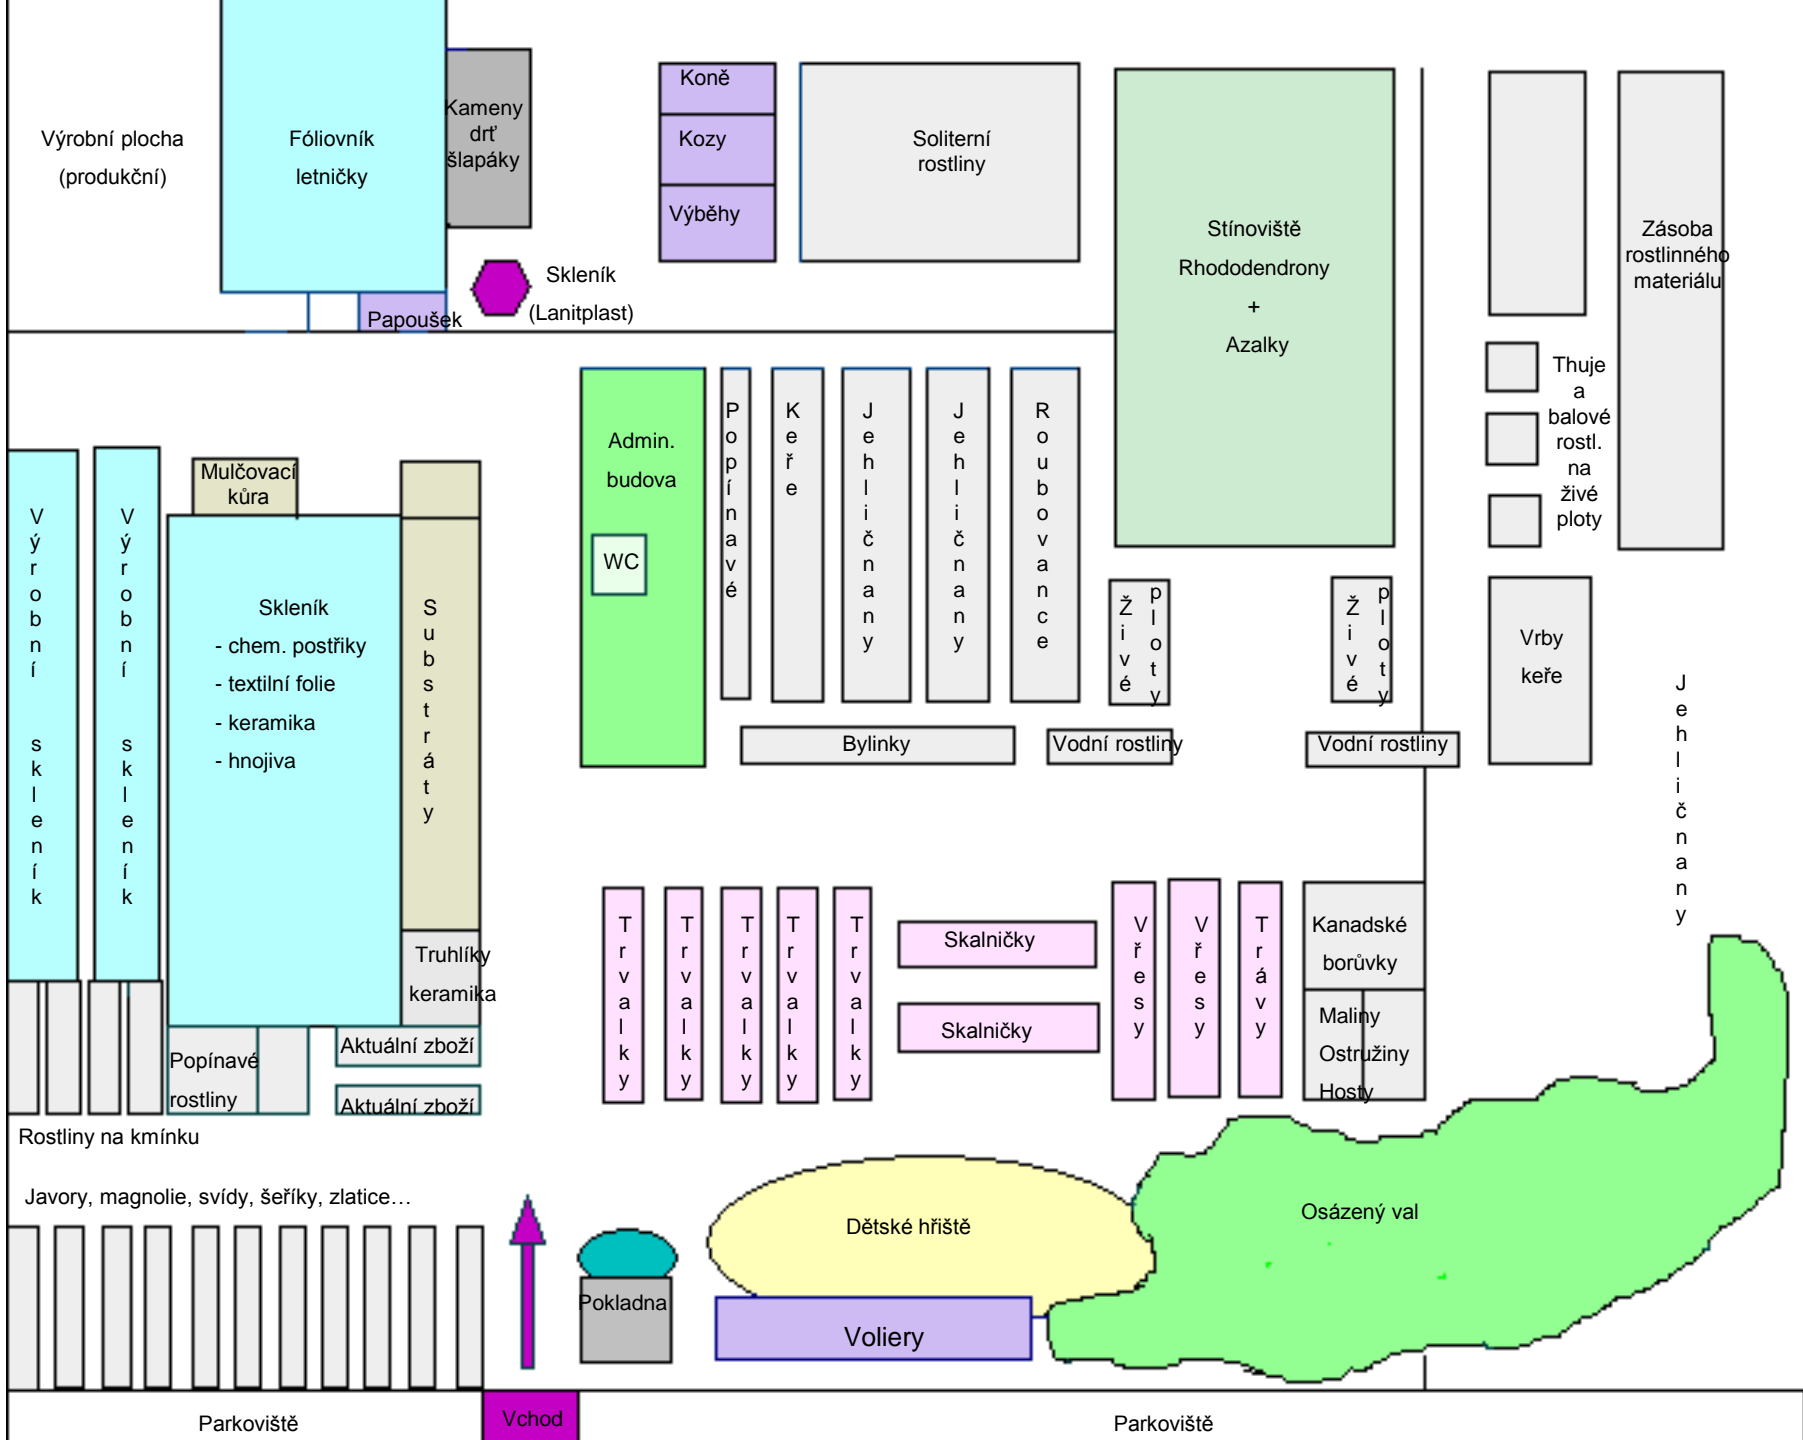 Výrobní plocha
(produkční)
Fóliovník
letničky
Kameny
drť
šlapáky
Koně
Kozy
Výběhy
Soliterní
rostliny
Stínoviště
Rhododendrony
+
Azalky
Zásoba
rostlinného
materiálu
Skleník
(Lanitplast)
Papoušek
Thuje
a
balové
rostl.
na
živé
ploty
Admin.
budova
WC
Popínavé
Keře
Jehličnany
Jehličnany
Roubovance
Živé
ploty
Živé
ploty
Vrby
keře
Jehličnany
Mulčovací
kůra
Výrobní skleník
Výrobní skleník
Skleník
- chem. postřiky
- textilní folie
- keramika
- hnojiva
Substráty
Bylinky
Vodní rostliny
Vodní rostliny
Truhlíky
keramika
Trvalky
Trvalky
Trvalky
Trvalky
Trvalky
Skalničky
Skalničky
Vřesy
Vřesy
Trávy
Kanadské
borůvky
Maliny
Ostružiny
Hosty
Popínavé
rostliny
Aktuální zboží
Aktuální zboží
Rostliny na kmínku
Javory, magnolie, svídy, šeříky, zlatice…
Dětské hřiště
Osázený val
Pokladna
Voliery
Parkoviště
Vchod
Parkoviště